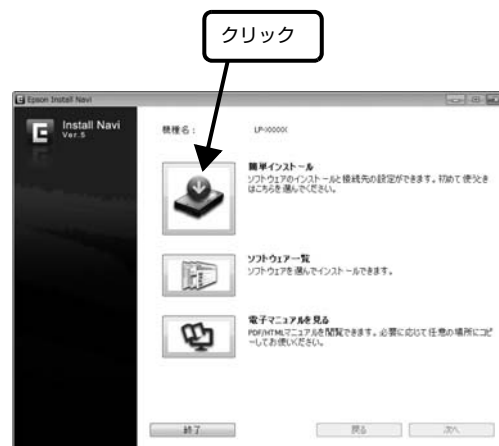 クリック
Epson Install Navi
Install Navi
Ver.5
機種名:
LP-XXXXX
簡単インストール
ソフトウェアのインストールと接続先の設定ができます。初めて使うとき
はこちらを選んでください。
ソフトウェア一覧
ソフトウェアを選んでインストールできます。
電子マニュアルを見る
PDF/HTMLマニュアルを閲覧できます。必要に応じて任意の場所にコピ
ーしてお使いください。
終了
戻る
次へ